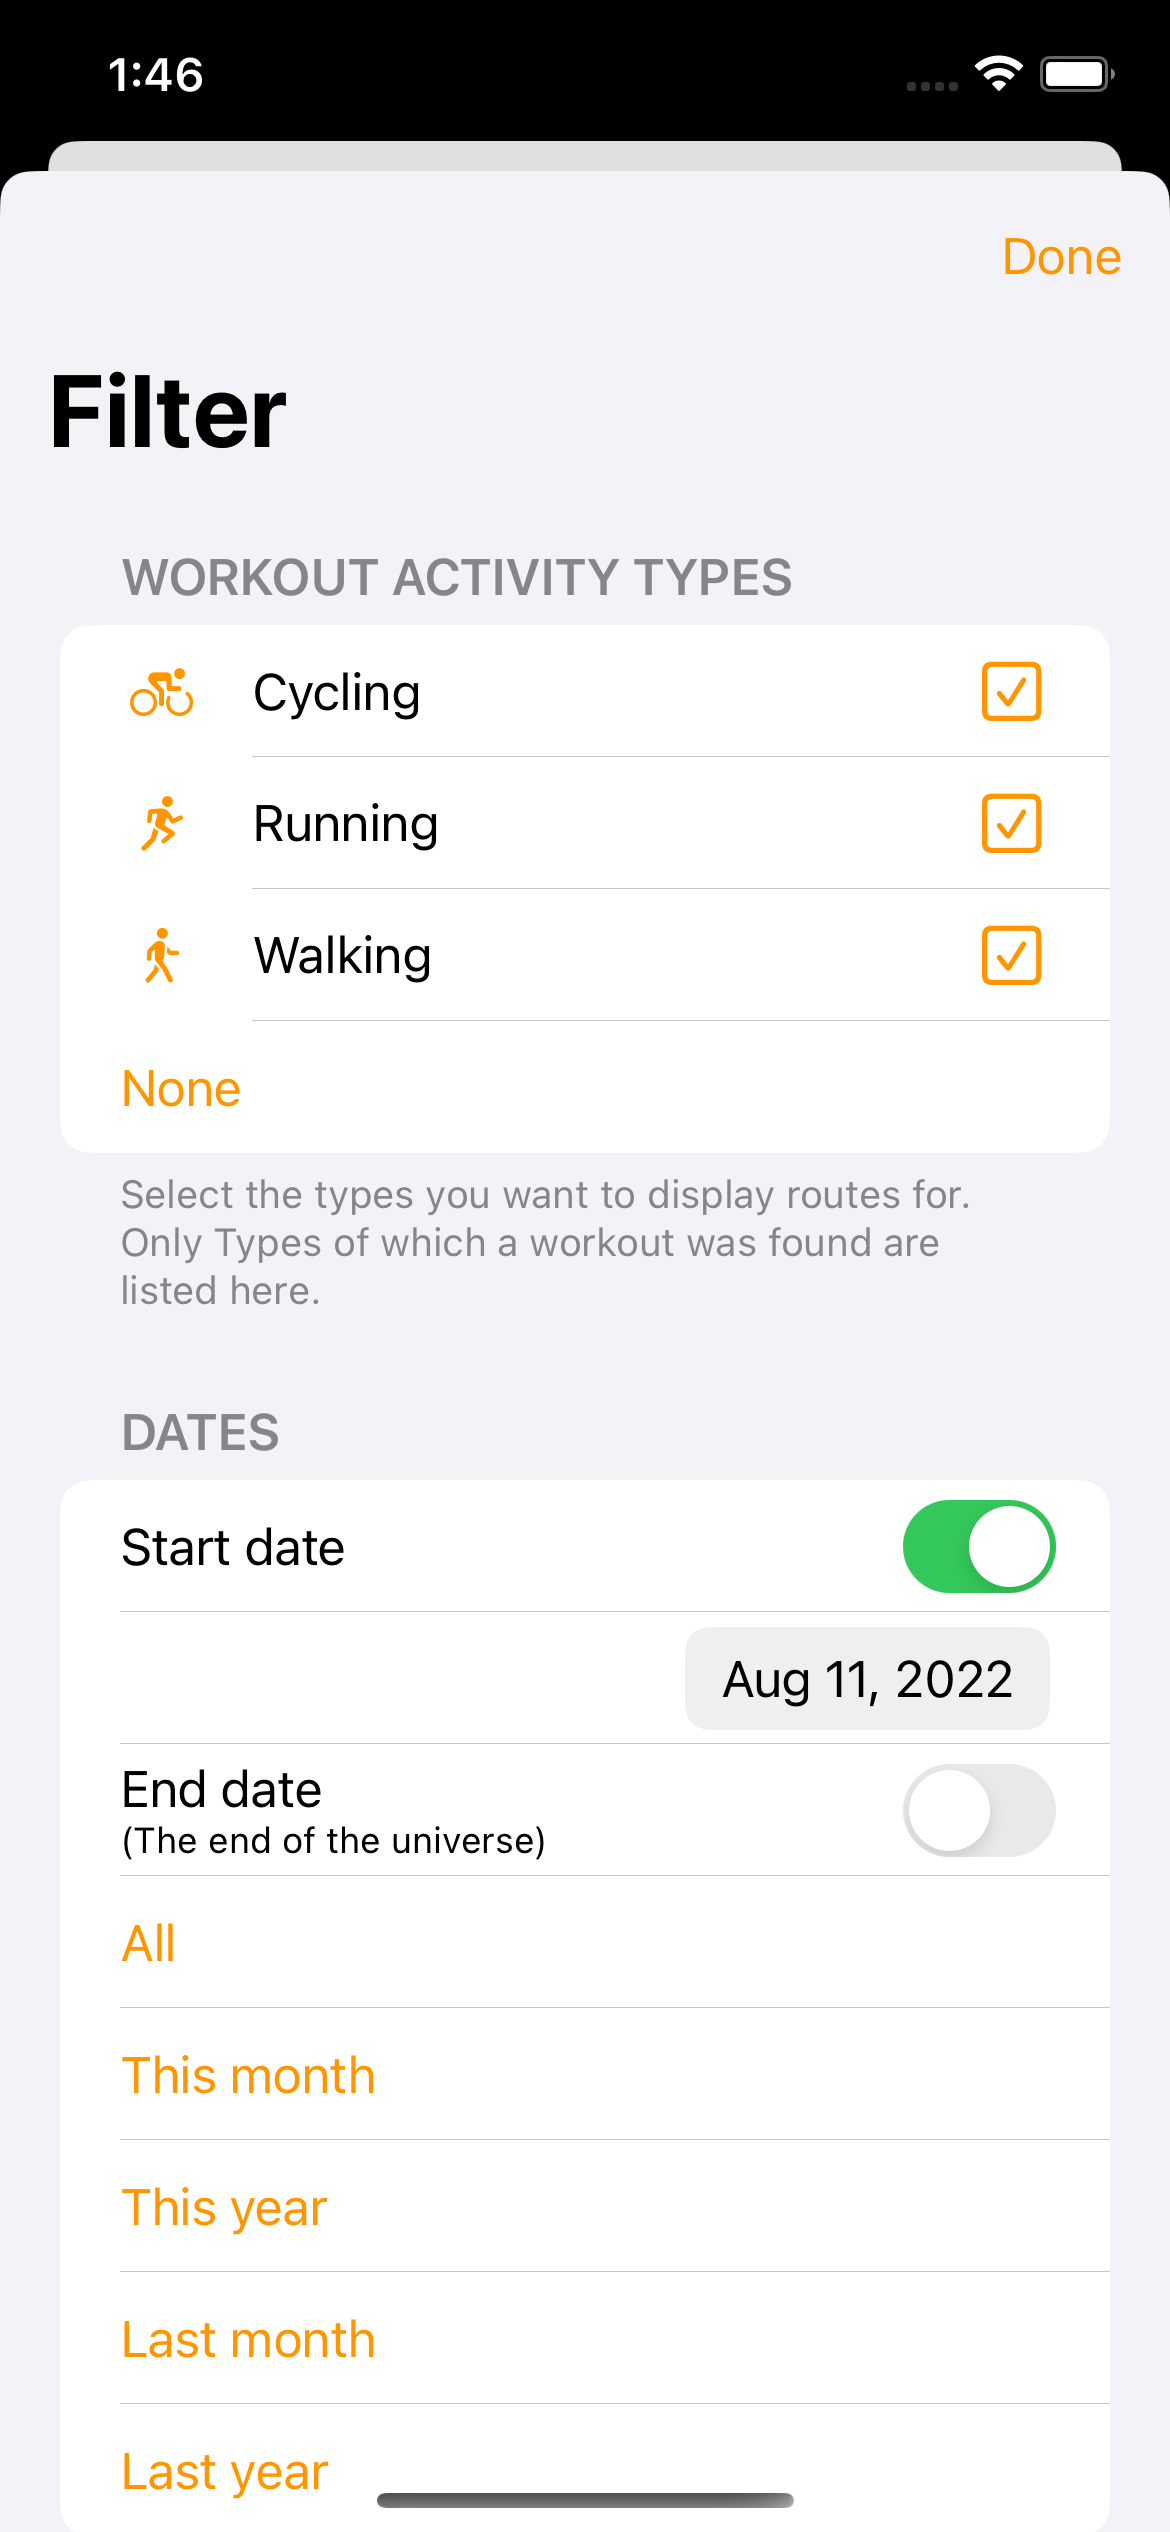 1:46
Done
Filter
WORKOUT ACTIVITY TYPES
Cycling
Running
Walking
None
Select the types you want to display routes for.
Only Types of which a workout was found are
listed here.
DATES
Start date
Aug 11, 2022
End date
(The end of the universe)
All
This month
This year
Last month
Last year